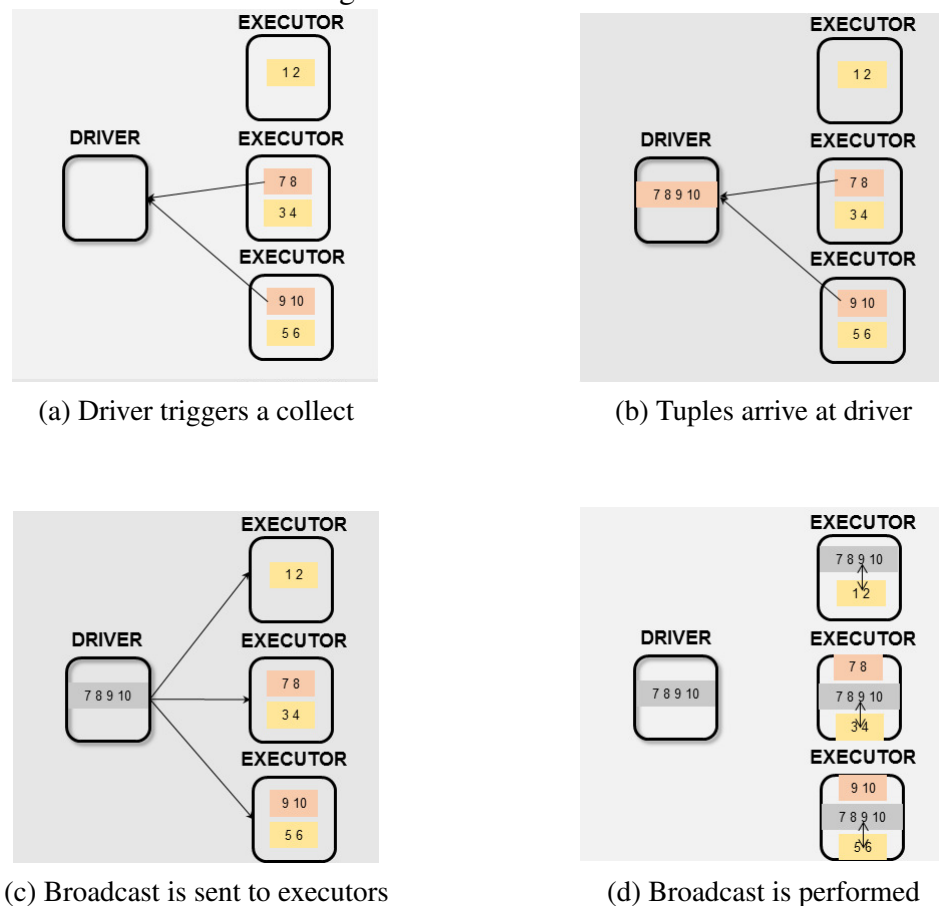 EXECUTOR
1 2
DRIVER
EXECUTOR
7 8
3 4
EXECUTOR
9 10
5 6
(a) Driver triggers a collect
EXECUTOR
1 2
DRIVER
EXECUTOR
7 8 9 10
7 8
3 4
EXECUTOR
9 10
5 6
(b) Tuples arrive at driver
EXECUTOR
1 2
DRIVER
EXECUTOR
7 8 9 10
7 8
3 4
EXECUTOR
9 10
5 6
(c) Broadcast is sent to executors
EXECUTOR
7 8 9 10
1 2
DRIVER
EXECUTOR
7 8
7 8 9 10
7 8 9 10
3 4
EXECUTOR
9 10
7 8 9 10
5 6
(d) Broadcast is performed